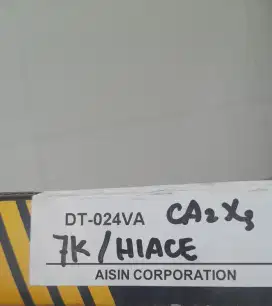 DT-024VA CA2X3
7K/HIACE
AISIN CORPORATION